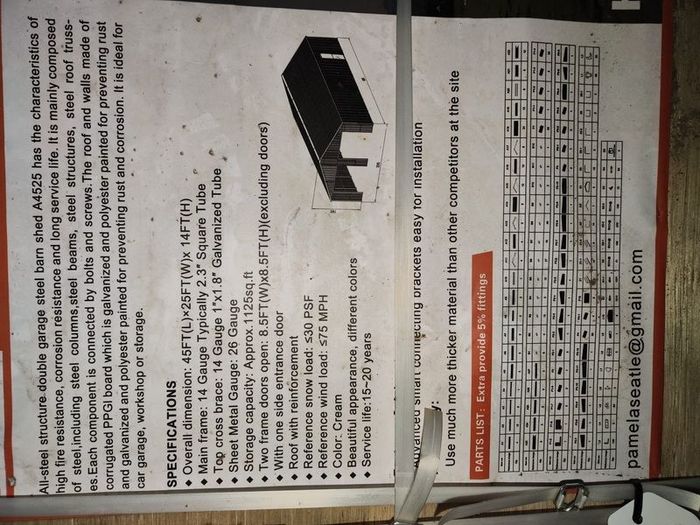 All-steel structure double garage steel barn shed A4525 has the characteristics of
high fire resistance, corrosion resistance and long service life. It is mainly composed
of steel,including steel columns,steel beams, steel structures, steel roof truss-
es.Each component is connected by bolts and screws. The roof and walls made of
corrugated PPGI board which is galvanized and polyester painted for preventing rust
and galvanized and polyester painted for preventing rust and corrosion. It is ideal for
car garage, workshop or storage.
SPECIFICATIONS
◆ Overall dimension: 45FT(L)×25FT(W)x 14FT(H)
◆ Main frame: 14 Gauge Typically 2.3" Square Tube
◆ Top cross brace: 14 Gauge 1"x1.8" Galvanized Tube
◆ Sheet Metal Gauge: 26 Gauge
◆ Storage capacity: Approx.1125sq.ft
◆ Two frame doors open: 8.5FT(W)x8.5FT(H)(excluding doors)
◆ With one side entrance door
◆ Roof with reinforcement
◆ Reference snow load: ≤30 PSF
◆ Reference wind load: ≤75 MPH
◆ Color: Cream
◆ Beautiful appearance, different colors
◆ Service life:15~20 years
Advanced smart connecting brackets easy for installation
Use much more thicker material than other competitors at the site
PARTS LIST: Extra provide 5% fittings
pamelaseatle@gmail.com